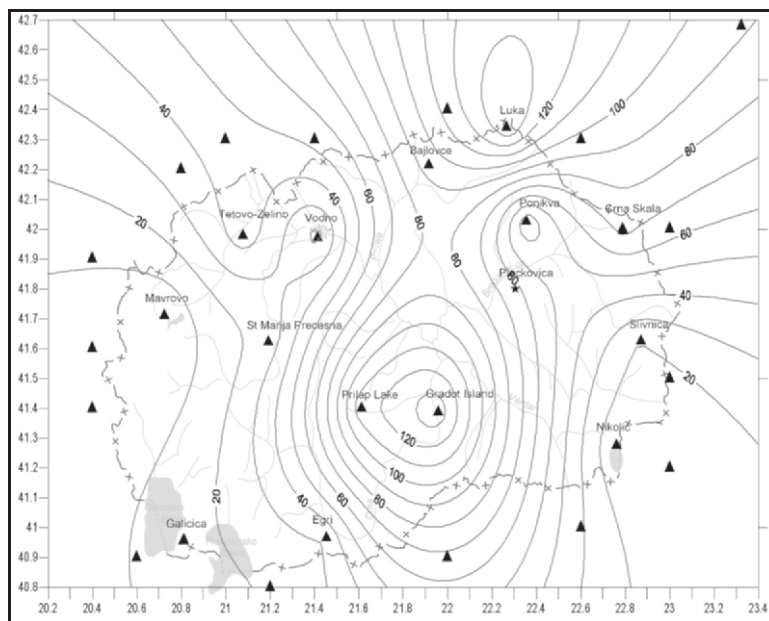 42.7
42.6
42.5
42.4
42.3
42.2
42.1
42
41.9
41.8
41.7
41.6
41.5
41.4
41.3
41.2
41.1
41
40.9
40.8
20.2 20.4 20.6 20.8 21 21.2 21.4 21.6 21.8 22 22.2 22.4 22.6 22.8 23 23.2 23.4
40
120
100
Luka
80
Bajlovce
60
20
40
Tetovo-Zelino
Vodno
80
Ponikva
Crna Skala
60
80
60
Plackovica
40
Mavrovo
St Marija Precesna
Slivnica
20
Prilep Lake
Gradot Island
120
Nikolic
100
20
40
60
80
Galicica
Egri